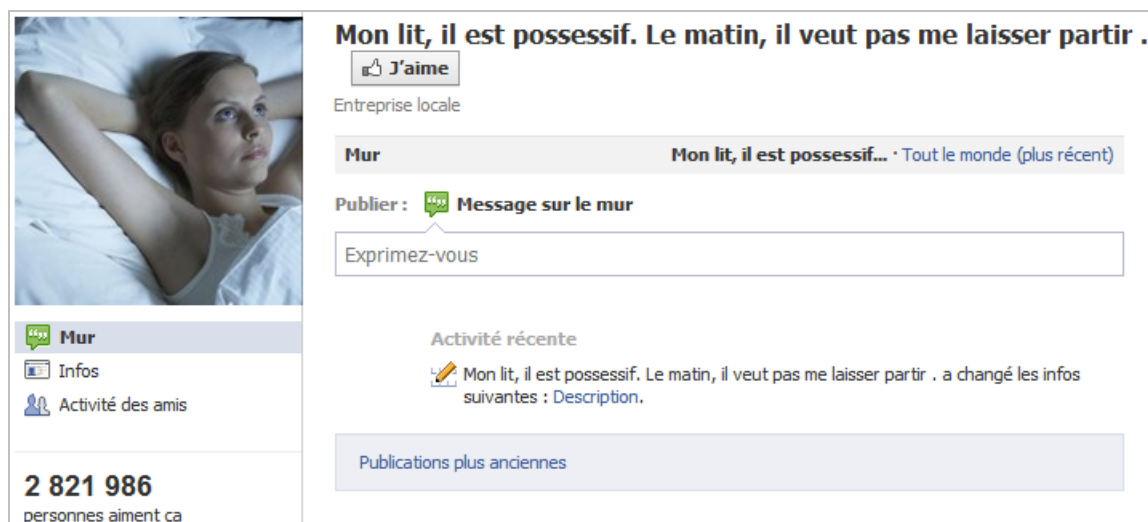 Mon lit, il est possessif. Le matin, il veut pas me laisser partir .
J'aime
Entreprise locale
Mur
Mon lit, il est possessif... · Tout le monde (plus récent)
Publier :
Message sur le mur
Exprimez-vous
Activité récente
Mon lit, il est possessif. Le matin, il veut pas me laisser partir . a changé les infos
suivantes : Description.
Publications plus anciennes
Mur
Infos
Activité des amis
2 821 986
personnes aiment ça